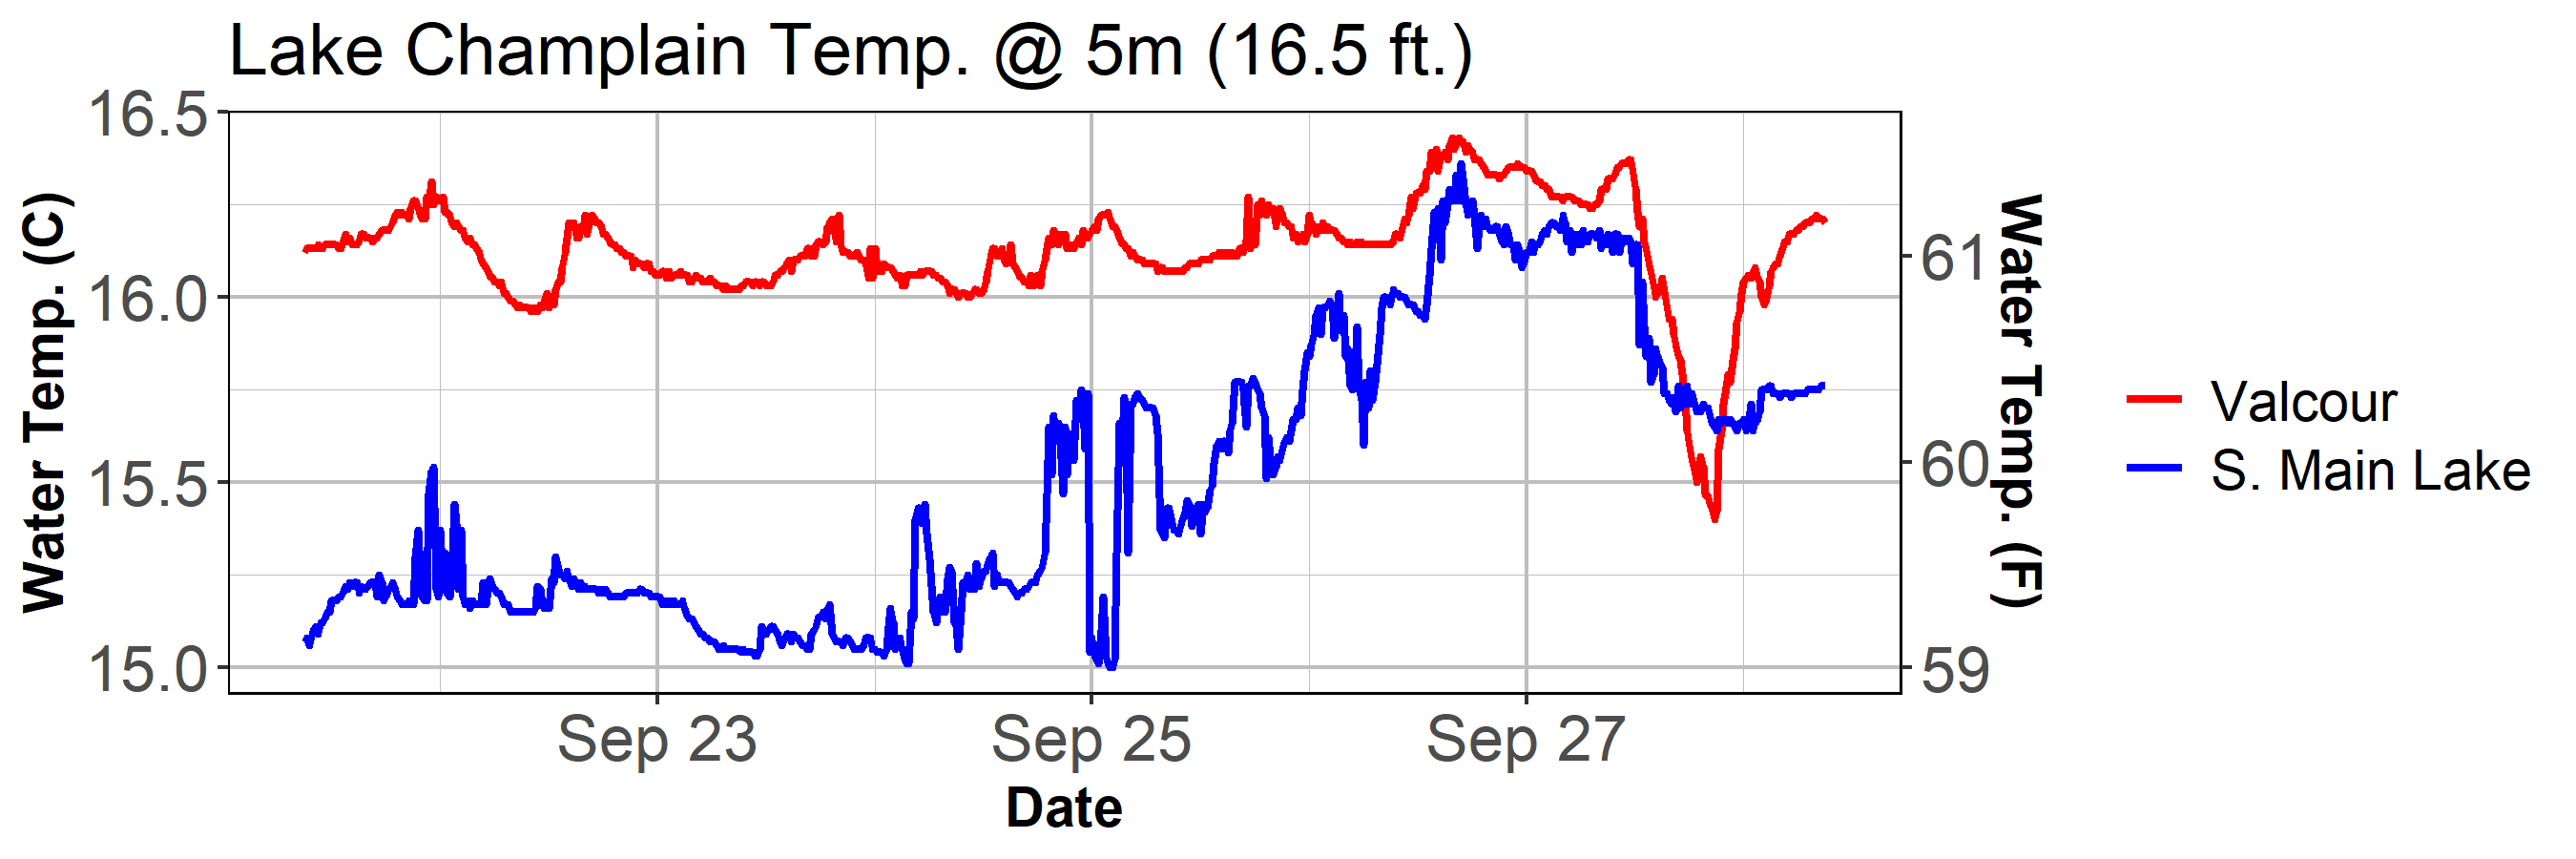 Lake Champlain Temp. @ 5m (16.5 ft.)
Water Temp. (C)
16.5
16.0
15.5
15.0
Water Temp. (F)
61
60
59
Sep 23
Sep 25
Sep 27
Date
Valcour
S. Main Lake